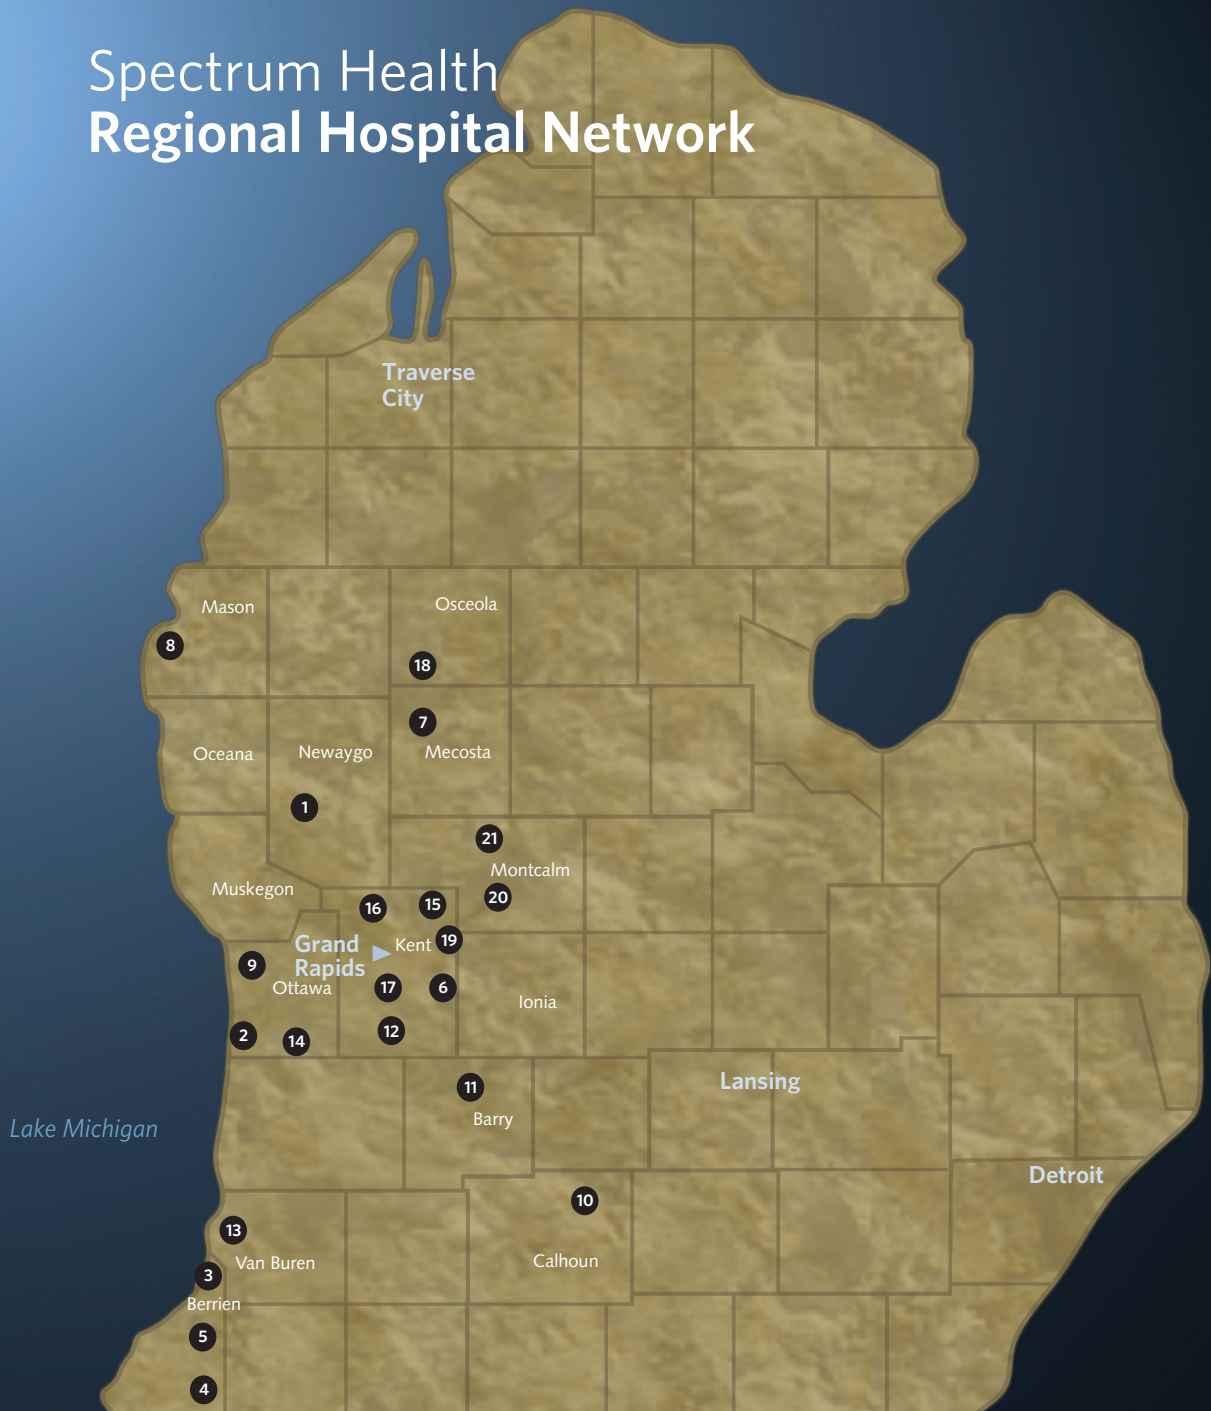 Spectrum Health
Regional Hospital Network
Traverse
City
Mason
Osceola
8
18
7
Oceana
Newaygo
Mecosta
1
21
Montcalm
Muskegon
20
16
15
Grand
Rapids
Kent
19
9
Ottawa
17
6
Ionia
2
14
12
Lansing
11
Barry
Lake Michigan
Detroit
10
13
Van Buren
Calhoun
3
Berrien
5
4